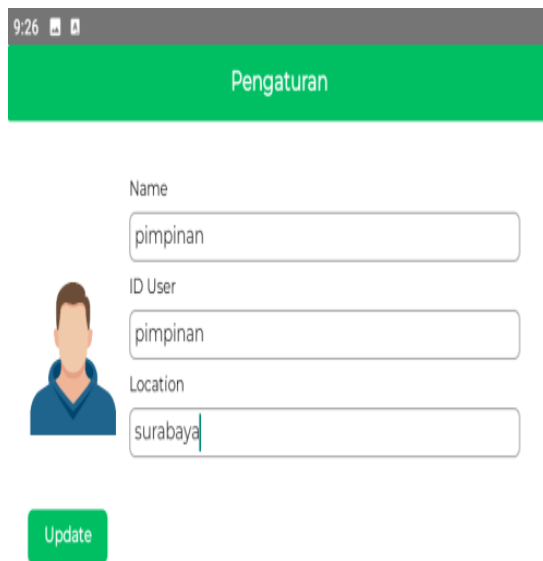 9:26
Pengaturan
Name
pimpinan
ID User
pimpinan
Location
surabaya
Update